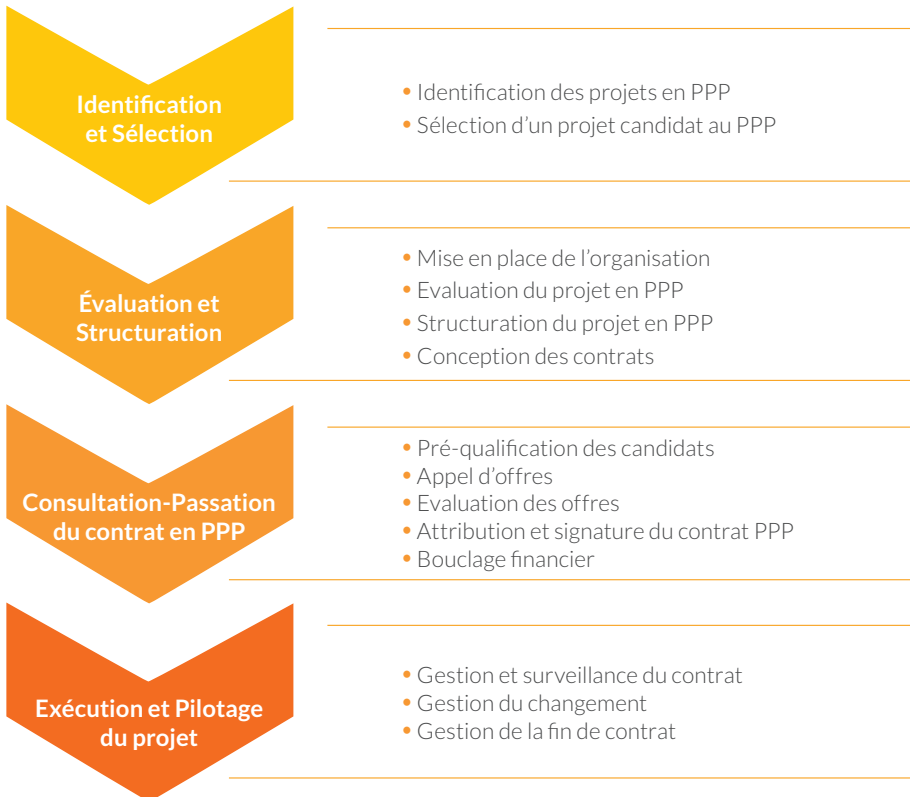 Identification
et Sélection
• Identification des projets en PPP
• Sélection d'un projet candidat au PPP
Évaluation et
Structuration
• Mise en place de l'organisation
• Evaluation du projet en PPP
• Structuration du projet en PPP
• Conception des contrats
Consultation-Passation
du contrat en PPP
• Pré-qualification des candidats
• Appel d'offres
• Evaluation des offres
• Attribution et signature du contrat PPP
• Bouclage financier
Exécution et Pilotage
du projet
• Gestion et surveillance du contrat
• Gestion du changement
• Gestion de la fin de contrat